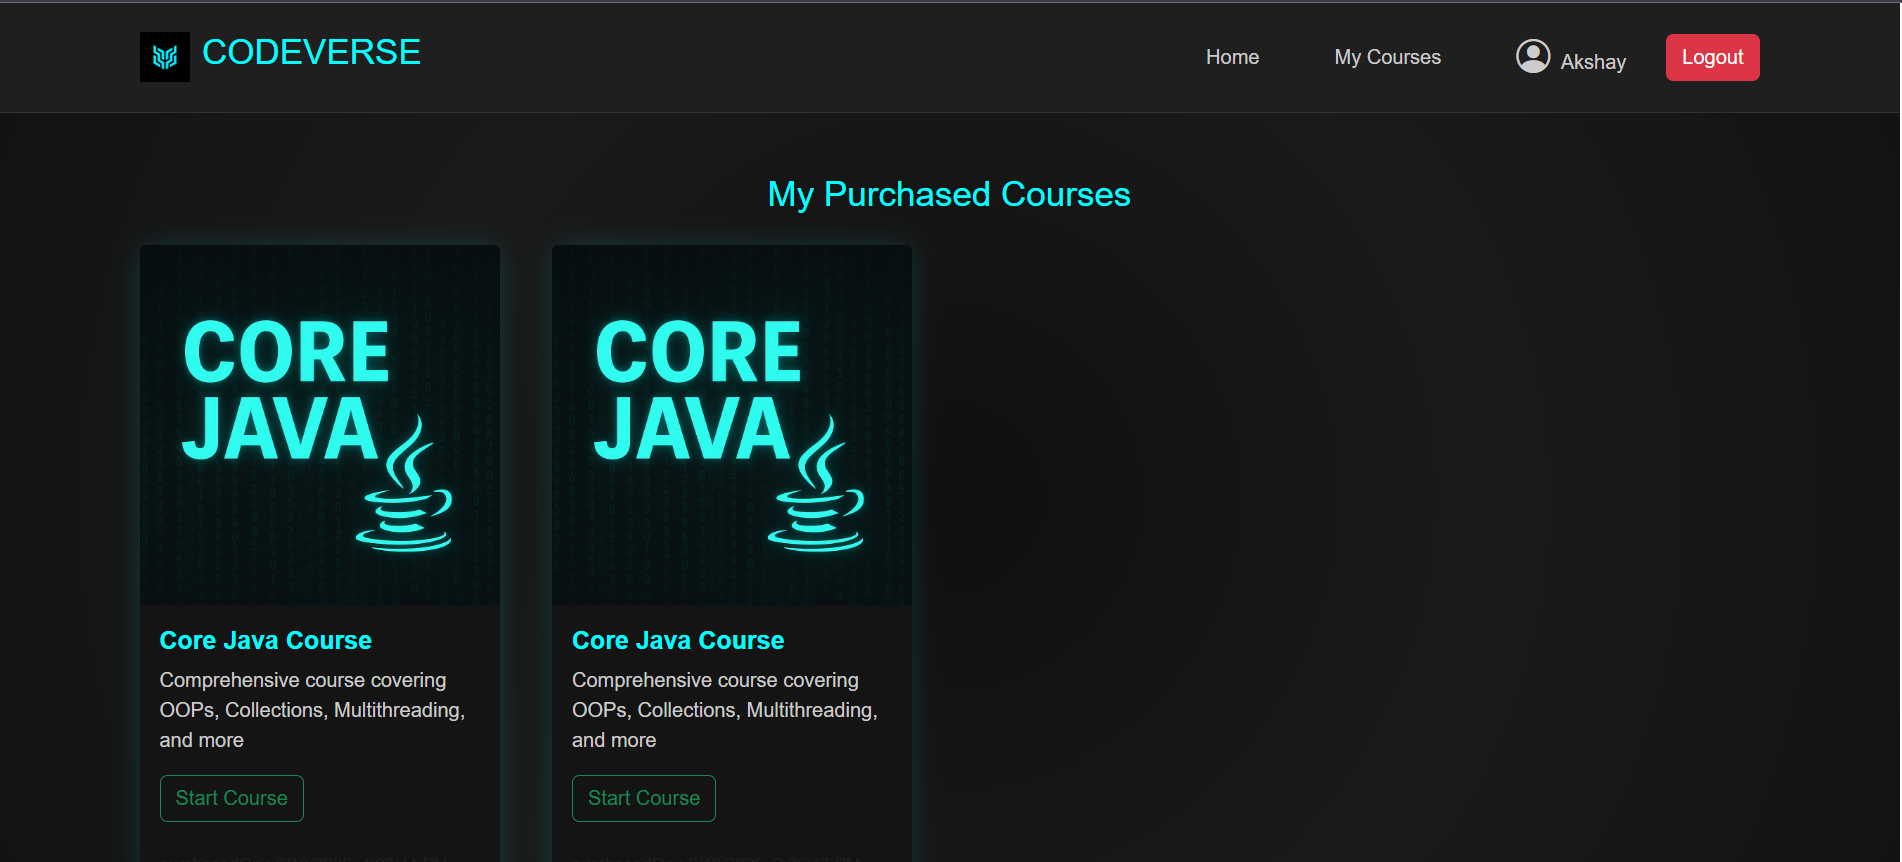 CODEVERSE
Home
My Courses
Akshay
Logout
My Purchased Courses
CORE
JAVA
Core Java Course
Comprehensive course covering
OOPs, Collections, Multithreading,
and more
Start Course
CORE
JAVA
Core Java Course
Comprehensive course covering
OOPs, Collections, Multithreading,
and more
Start Course